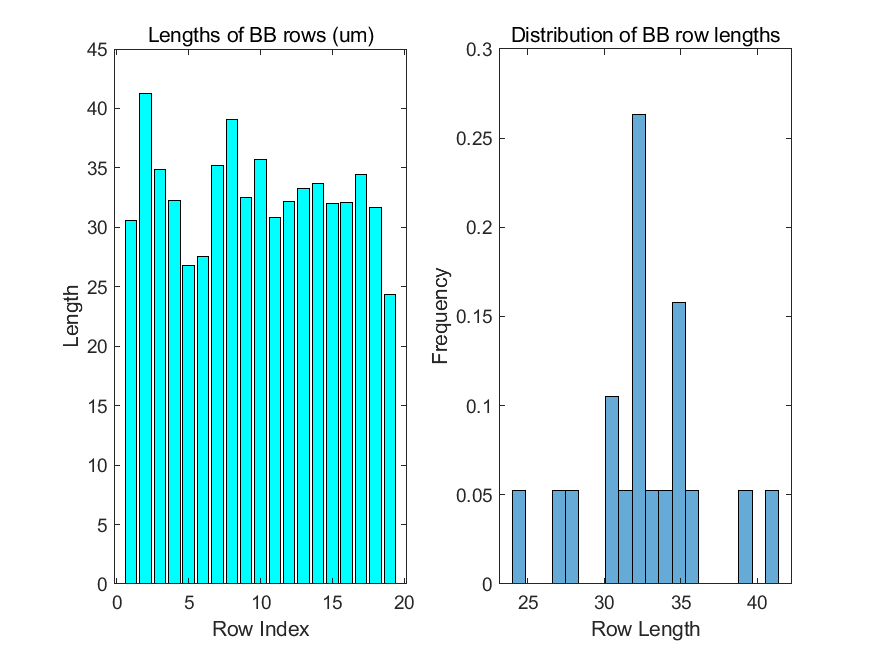 Lengths of BB rows (um)
45
40
35
30
25
20
15
10
5
0
Length
0 5 10 15 20
Row Index
Distribution of BB row lengths
0.3
0.25
0.2
0.15
0.1
0.05
0
Frequency
25 30 35 40
Row Length